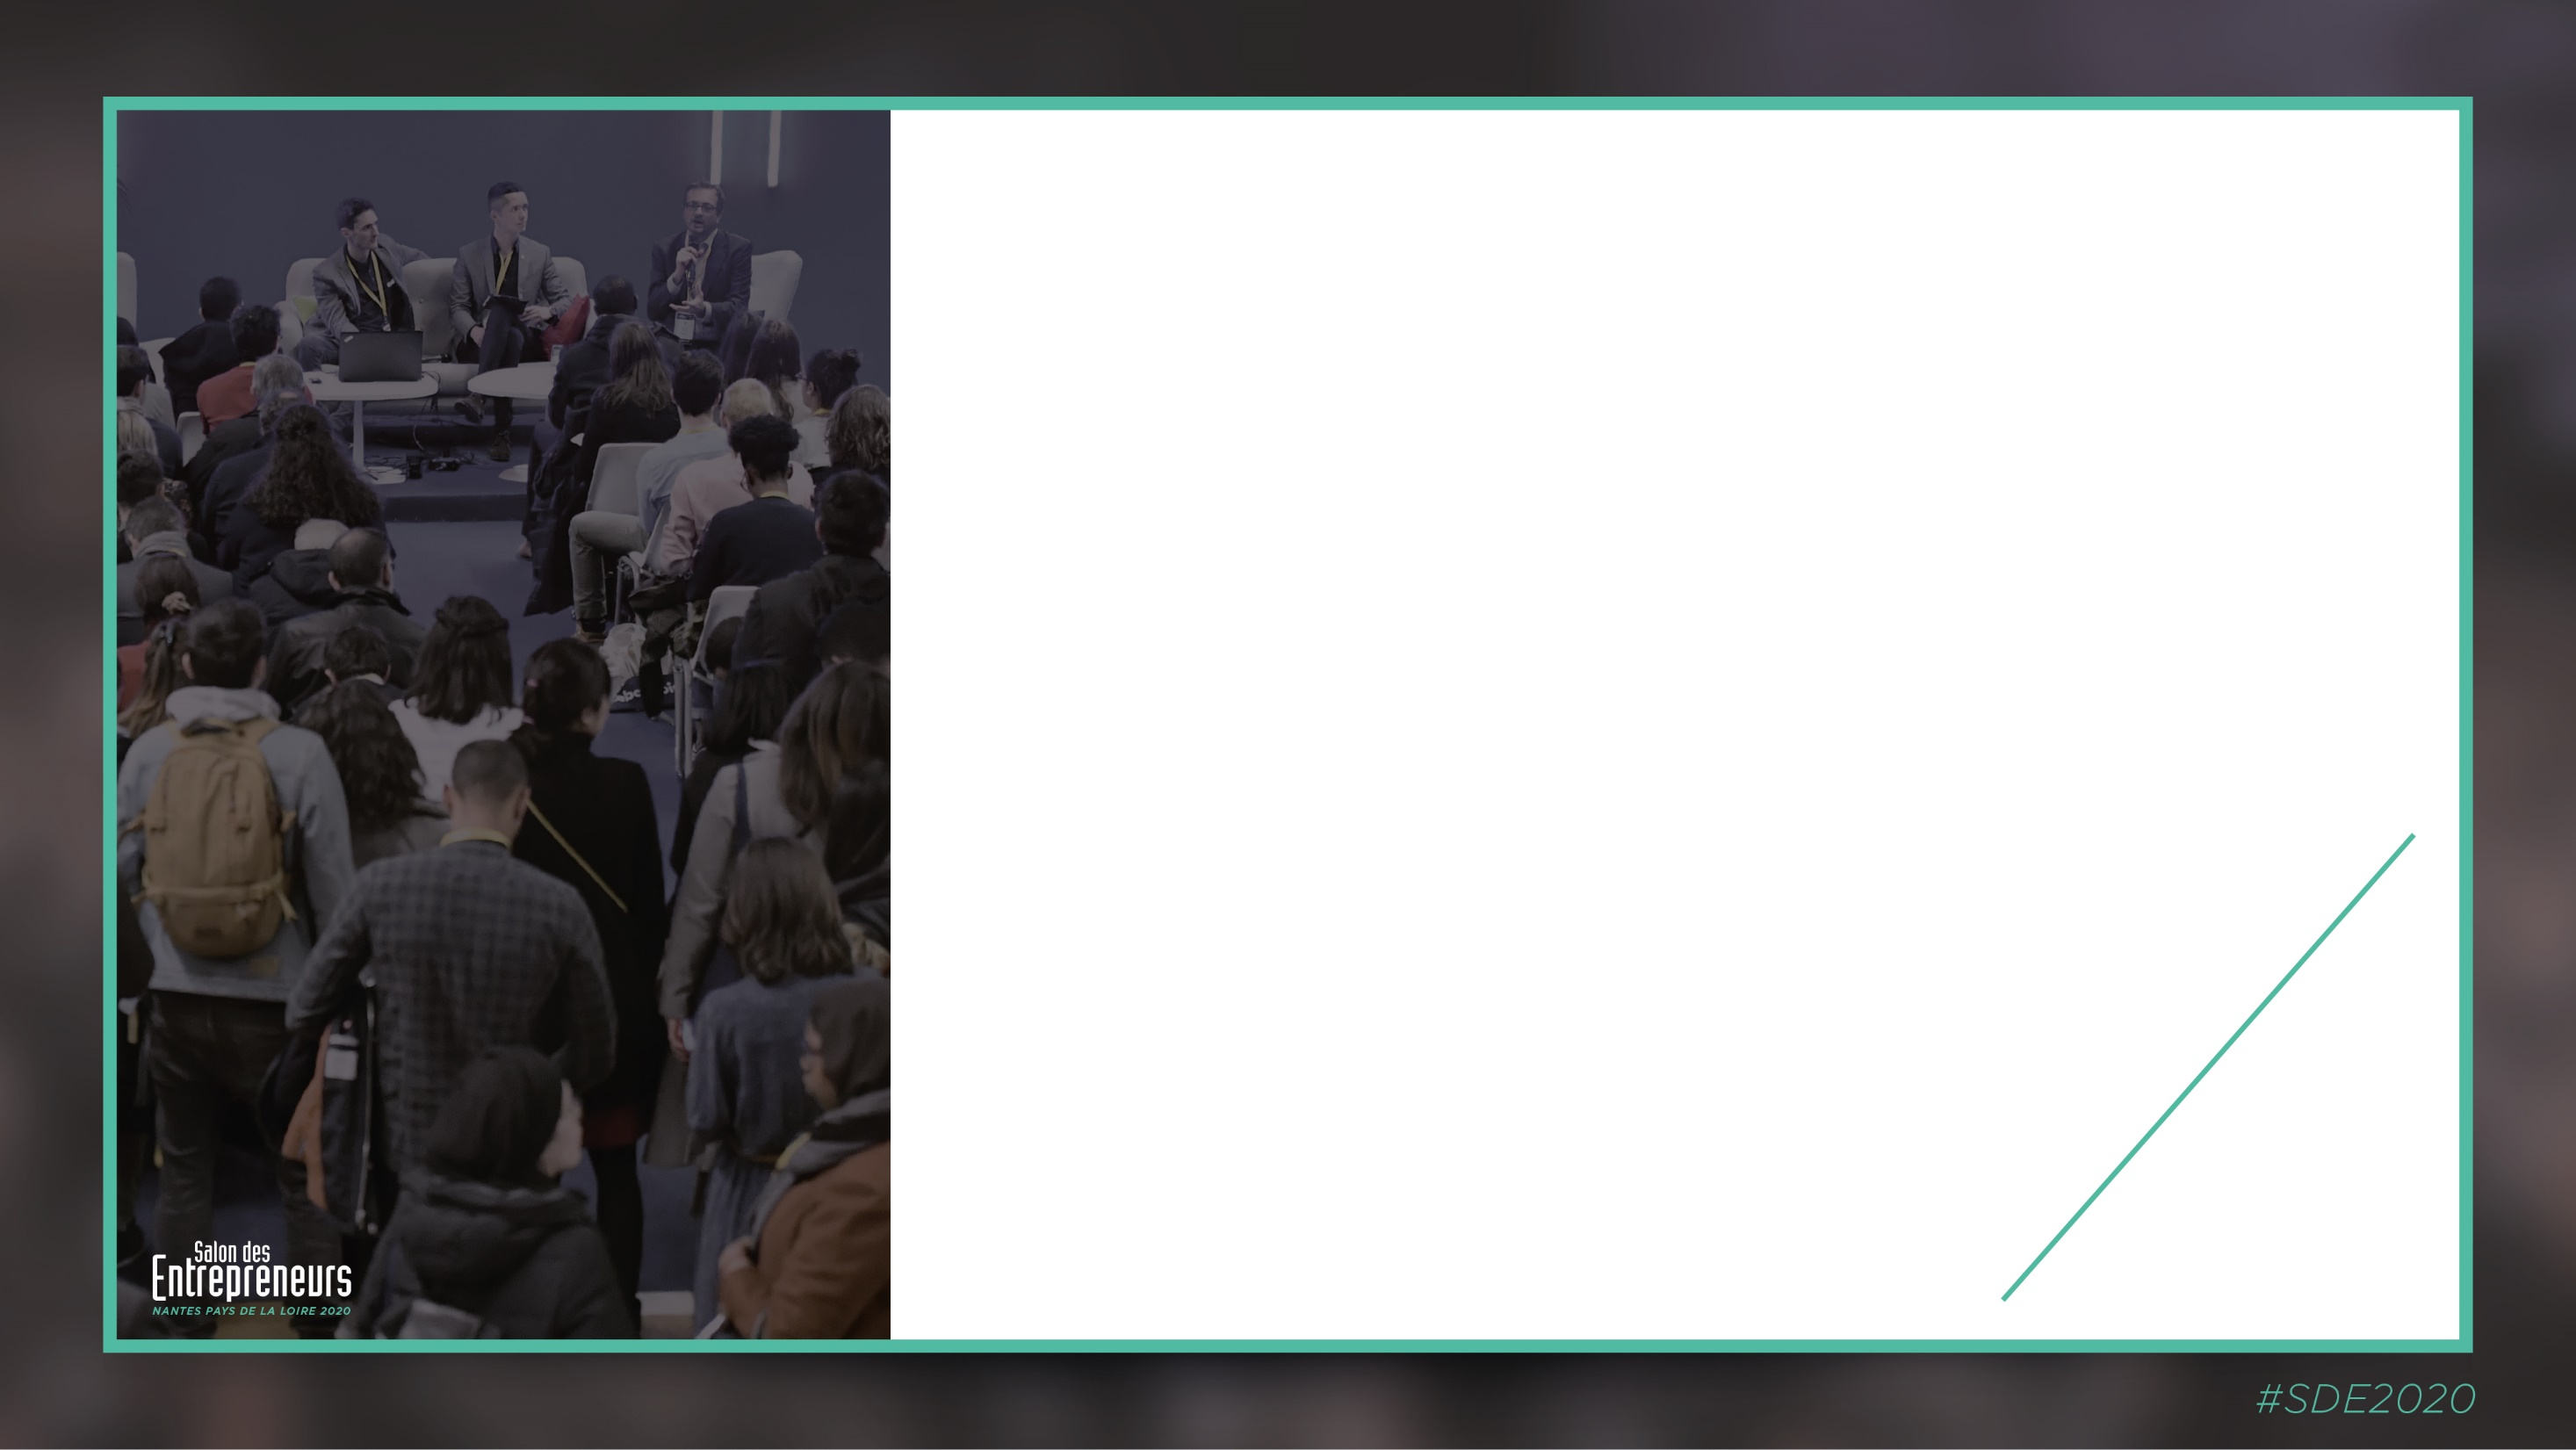 Salon des
Entrepreneurs
NANTES PAYS DE LA LOIRE 2020
#SDE2020